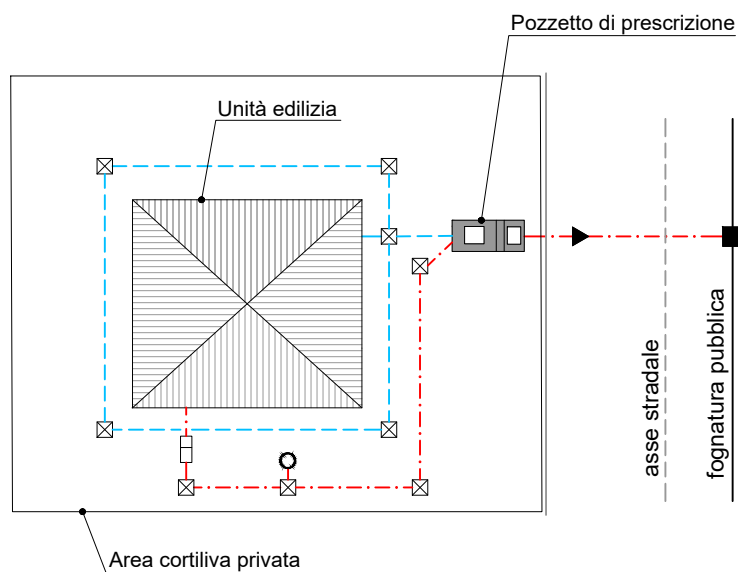 Pozzetto di prescrizione
Unità edilizia
asse stradale
fognatura pubblica
Area cortiliva privata